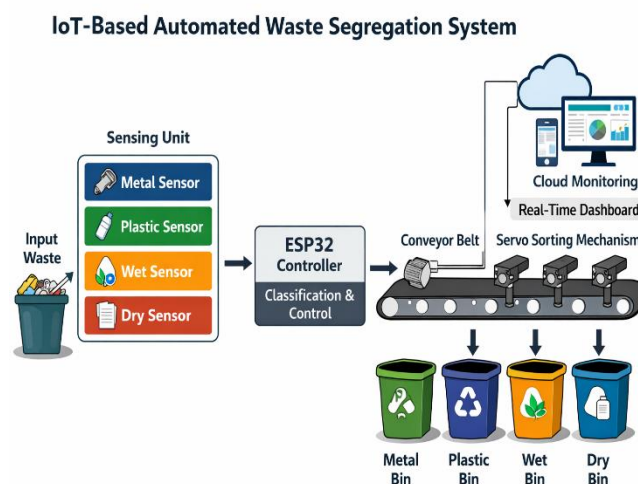 IoT-Based Automated Waste Segregation System
Sensing Unit
Metal Sensor
Plastic Sensor
Wet Sensor
Dry Sensor
Input
Waste
ESP32
Controller
Classification &
Control
Cloud Monitoring
Real-Time Dashboard
Conveyor Belt
Servo Sorting Mechanism
Metal
Bin
Plastic
Bin
Wet
Bin
Dry
Bin